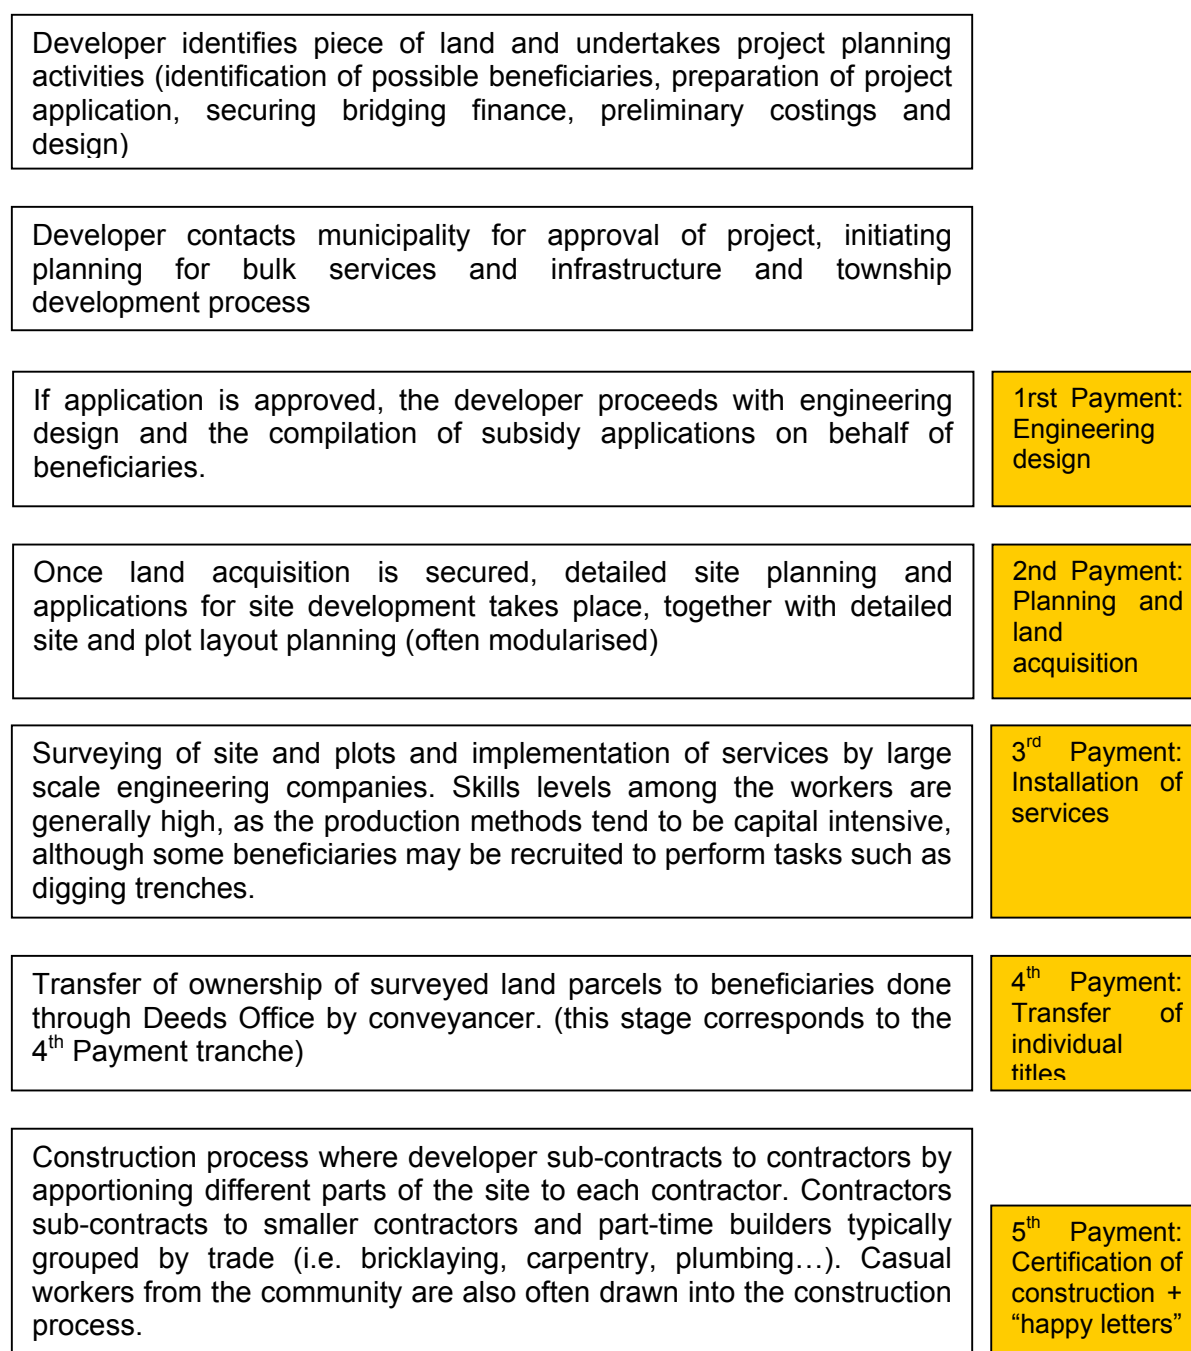 Developer identifies piece of land and undertakes project planning
activities (identification of possible beneficiaries, preparation of project
application, securing bridging finance, preliminary costings and
design)
Developer contacts municipality for approval of project, initiating
planning for bulk services and infrastructure and township
development process
If application is approved, the developer proceeds with engineering
design and the compilation of subsidy applications on behalf of
beneficiaries.
1rst Payment:
Engineering
design
Once land acquisition is secured, detailed site planning and
applications for site development takes place, together with detailed
site and plot layout planning (often modularised)
2nd Payment:
Planning and
land
acquisition
Surveying of site and plots and implementation of services by large
scale engineering companies. Skills levels among the workers are
generally high, as the production methods tend to be capital intensive,
although some beneficiaries may be recruited to perform tasks such as
digging trenches.
3rd Payment:
Installation of
services
Transfer of ownership of surveyed land parcels to beneficiaries done
through Deeds Office by conveyancer. (this stage corresponds to the
4th Payment tranche)
4th Payment:
Transfer of
individual
titles
Construction process where developer sub-contracts to contractors by
apportioning different parts of the site to each contractor. Contractors
sub-contracts to smaller contractors and part-time builders typically
grouped by trade (i.e. bricklaying, carpentry, plumbing…). Casual
workers from the community are also often drawn into the construction
process.
5th Payment:
Certification of
construction +
“happy letters”